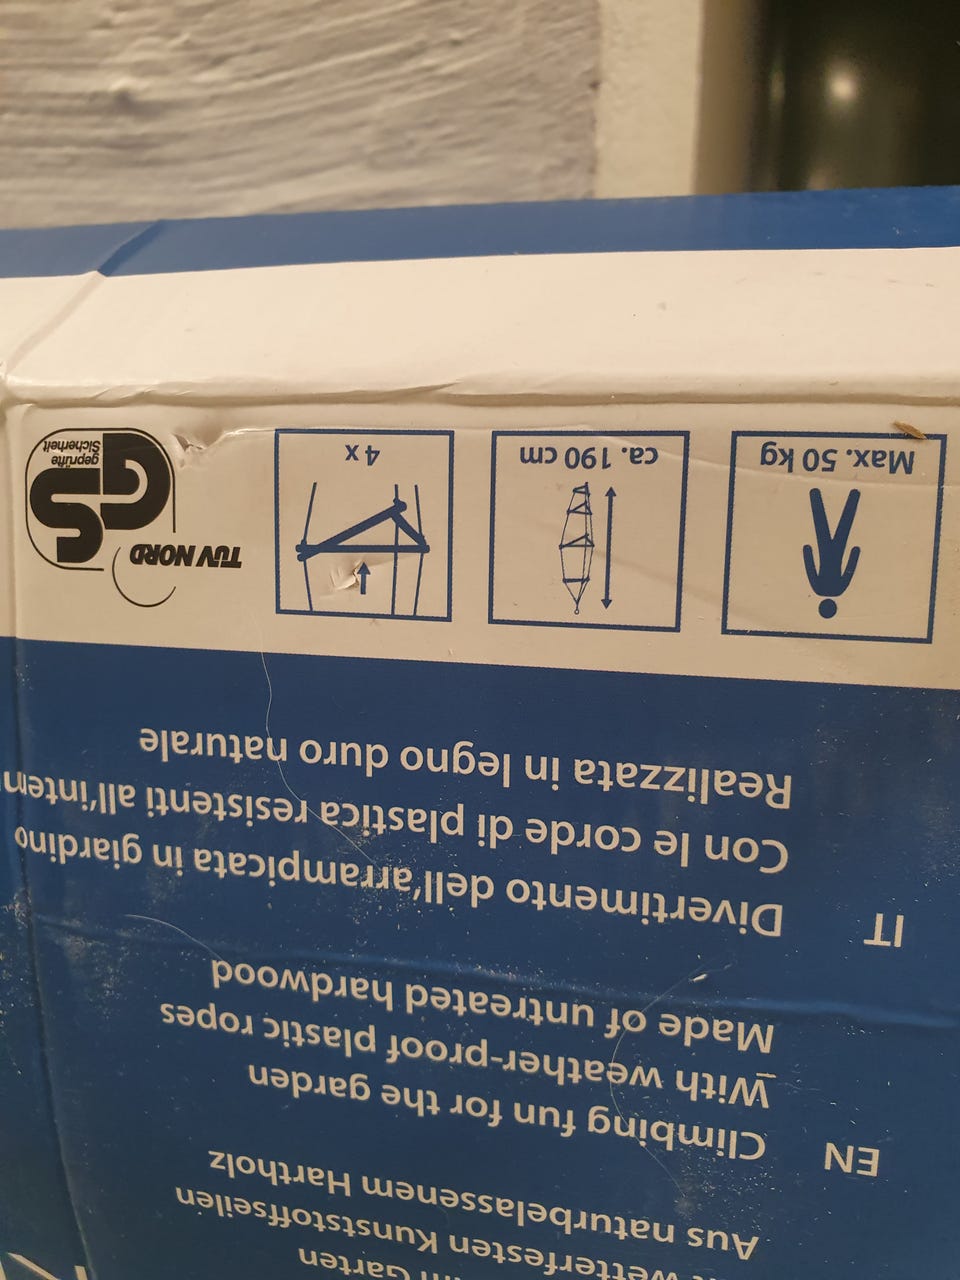 Garten
wetterfesten Kunststoffseilen
Aus naturbelassenem Hartholz
EN Climbing fun for the garden
With weather-proof plastic ropes
Made of untreated hardwood
IT Divertimento dell'arrampicata in giardino
Con le corde di plastica resistenti
Realizzata in legno duro naturale
Max. 50 kg
ca. 190 cm
4 x
TÜV NORD
GS
geprüfte
Sicherheit